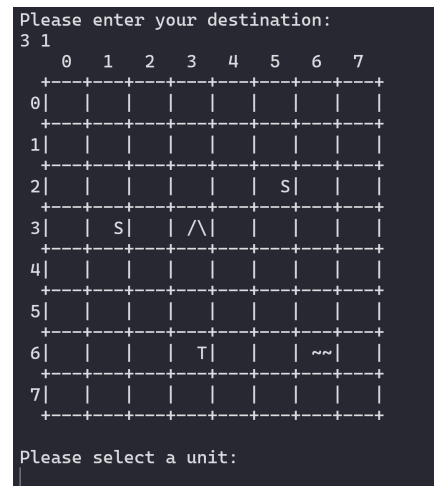 Please enter your destination:
3 1
    0   1   2   3   4   5   6   7
  +---+---+---+---+---+---+---+---+
 0|   |   |   |   |   |   |   |   |
  +---+---+---+---+---+---+---+---+
 1|   |   |   |   |   |   |   |   |
  +---+---+---+---+---+---+---+---+
 2|   |   |   |   |   |  S|   |   |
  +---+---+---+---+---+---+---+---+
 3|   |  S|   | /\|   |   |   |   |
  +---+---+---+---+---+---+---+---+
 4|   |   |   |   |   |   |   |   |
  +---+---+---+---+---+---+---+---+
 5|   |   |   |   |   |   |   |   |
  +---+---+---+---+---+---+---+---+
 6|   |   |   |  T|   |   | ~~|   |
  +---+---+---+---+---+---+---+---+
 7|   |   |   |   |   |   |   |   |
  +---+---+---+---+---+---+---+---+

Please select a unit: